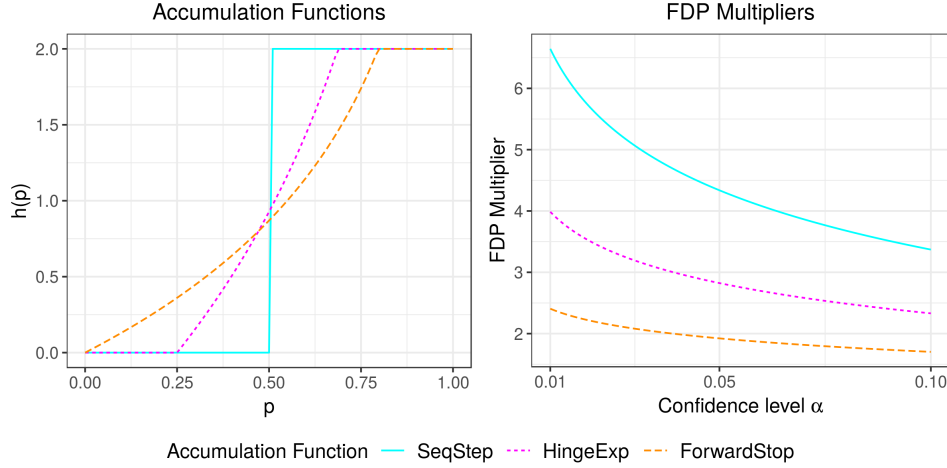 Accumulation Functions
h(p)
2.0
1.5
1.0
0.5
0.0
0.00 0.25 0.50 0.75 1.00
p
FDP Multipliers
FDP Multiplier
6
5
4
3
2
0.01 0.05 0.10
Confidence level α
Accumulation Function SeqStep HingeExp ForwardStop